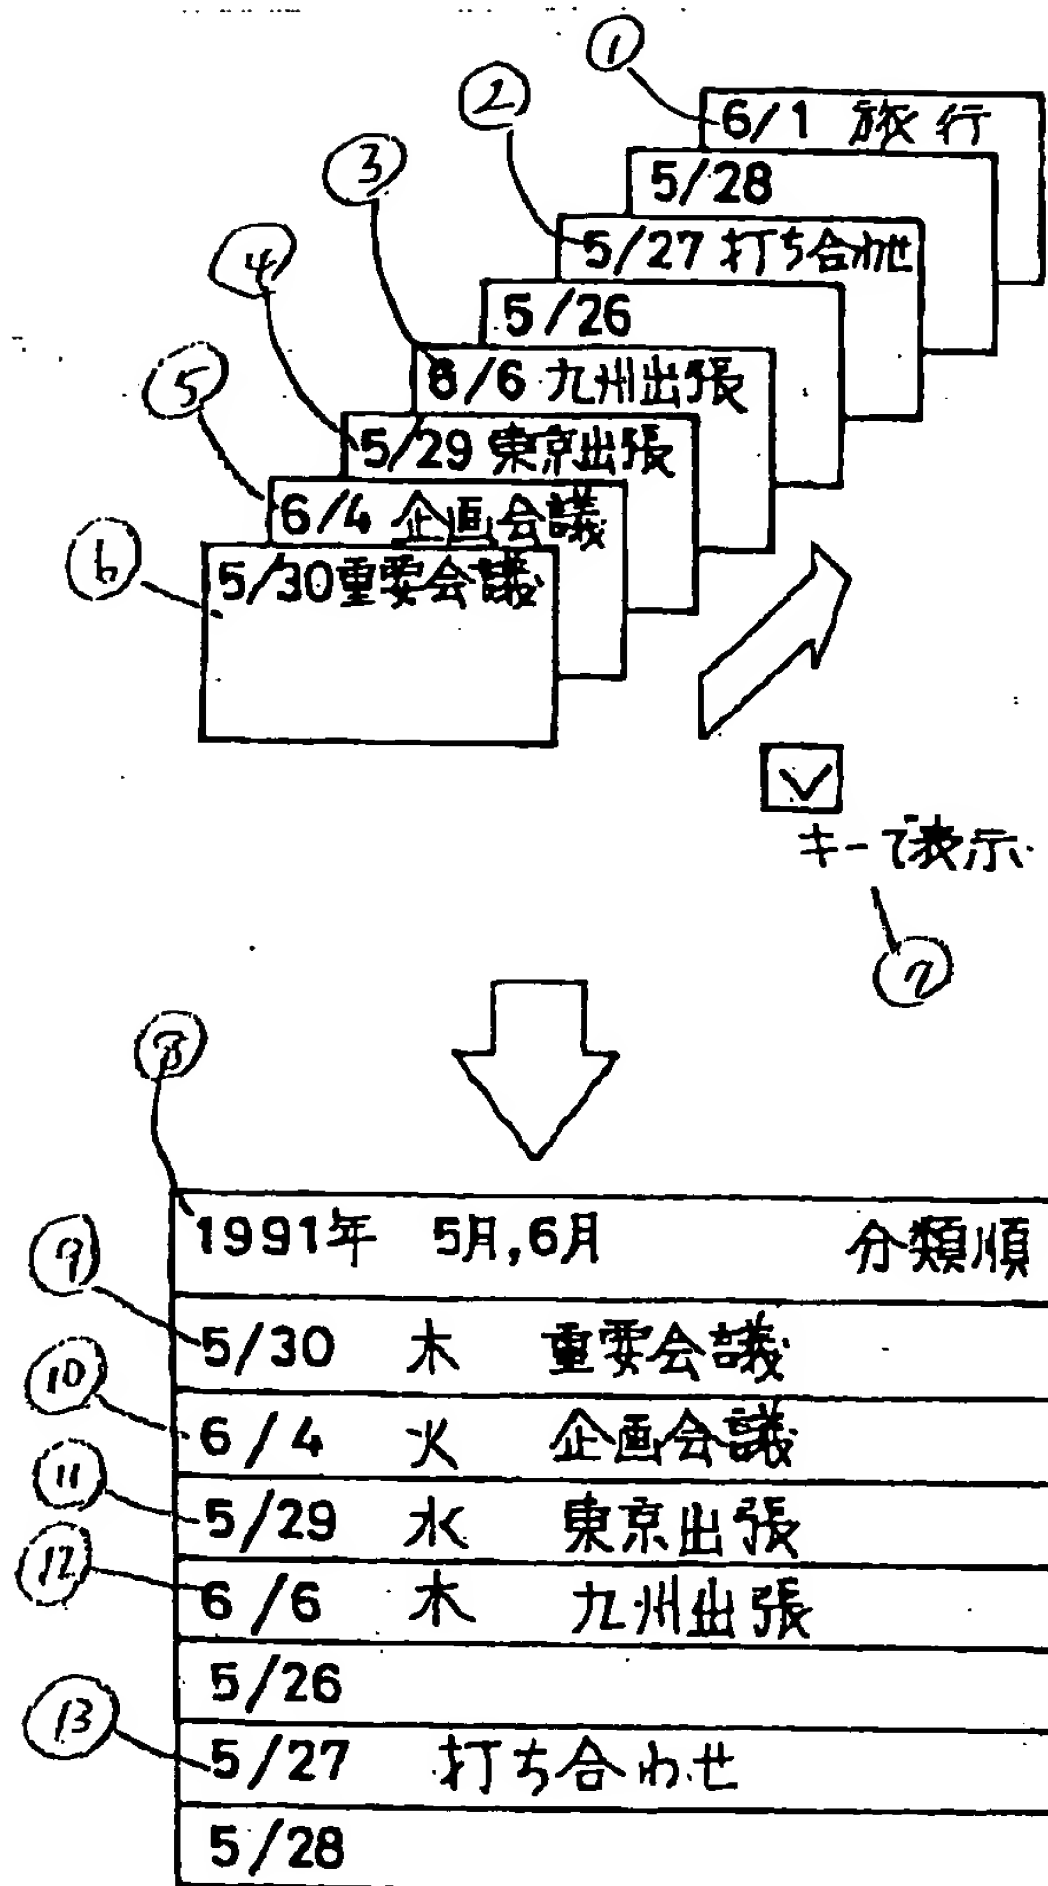 ①
② 6/1 旅行
③ 5/28
5/27 打ち合わせ
④ 5/26
6/6 九州出張
⑤ 5/29 東京出張
6/4 企画会議
⑥ 5/30重要会議
キーで表示
⑦
⑧
1991年 5月,6月 分類順
⑨ 5/30 木 重要会議
⑩ 6/4 火 企画会議
⑪ 5/29 水 東京出張
⑫ 6/6 木 九州出張
5/26
⑬ 5/27 打ち合わせ
5/28